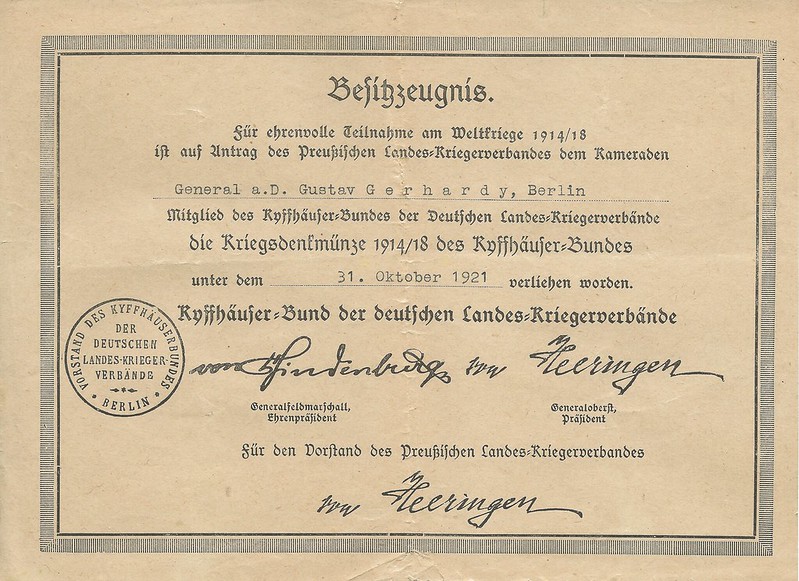 Besitzzeugnis.
Für ehrenvolle Teilnahme am Weltkriege 1914/18
ist auf Antrag des Preußischen Landes-Kriegerverbandes dem Kameraden
General a.D. Gustav Gerhardy, Berlin
Mitglied des Kyffhäuser-Bundes der Deutschen Landes-Kriegerverbände
die Kriegsdenkmünze 1914/18 des Kyffhäuser-Bundes
unter dem 31. Oktober 1921 verliehen worden.
Kyffhäuser-Bund der deutschen Landes-Kriegerverbände
VORSTAND DES KYFFHÄUSERBUNDES
DER
DEUTSCHEN
LANDES-KRIEGER-
VERBÄNDE
BERLIN
von Hindenburg von Heeringen
Generalfeldmarschall, Generaloberst,
Ehrenpräsident Präsident
Für den Vorstand des Preußischen Landes-Kriegerverbandes
von Heeringen